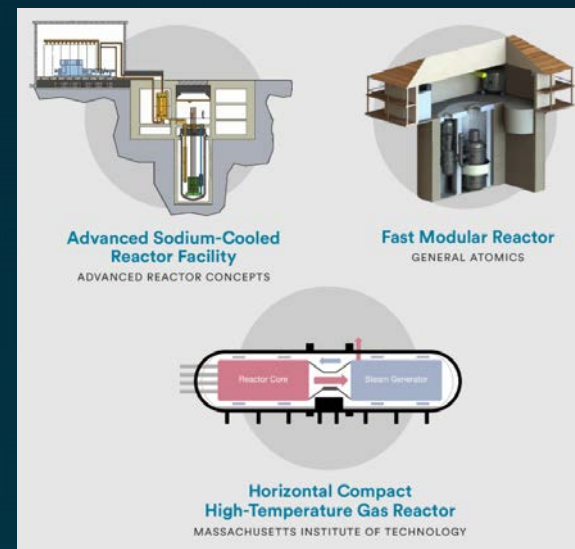 Advanced Sodium-Cooled
Reactor Facility
ADVANCED REACTOR CONCEPTS
Fast Modular Reactor
GENERAL ATOMICS
Reactor Core
Steam Generator
Horizontal Compact
High-Temperature Gas Reactor
MASSACHUSETTS INSTITUTE OF TECHNOLOGY